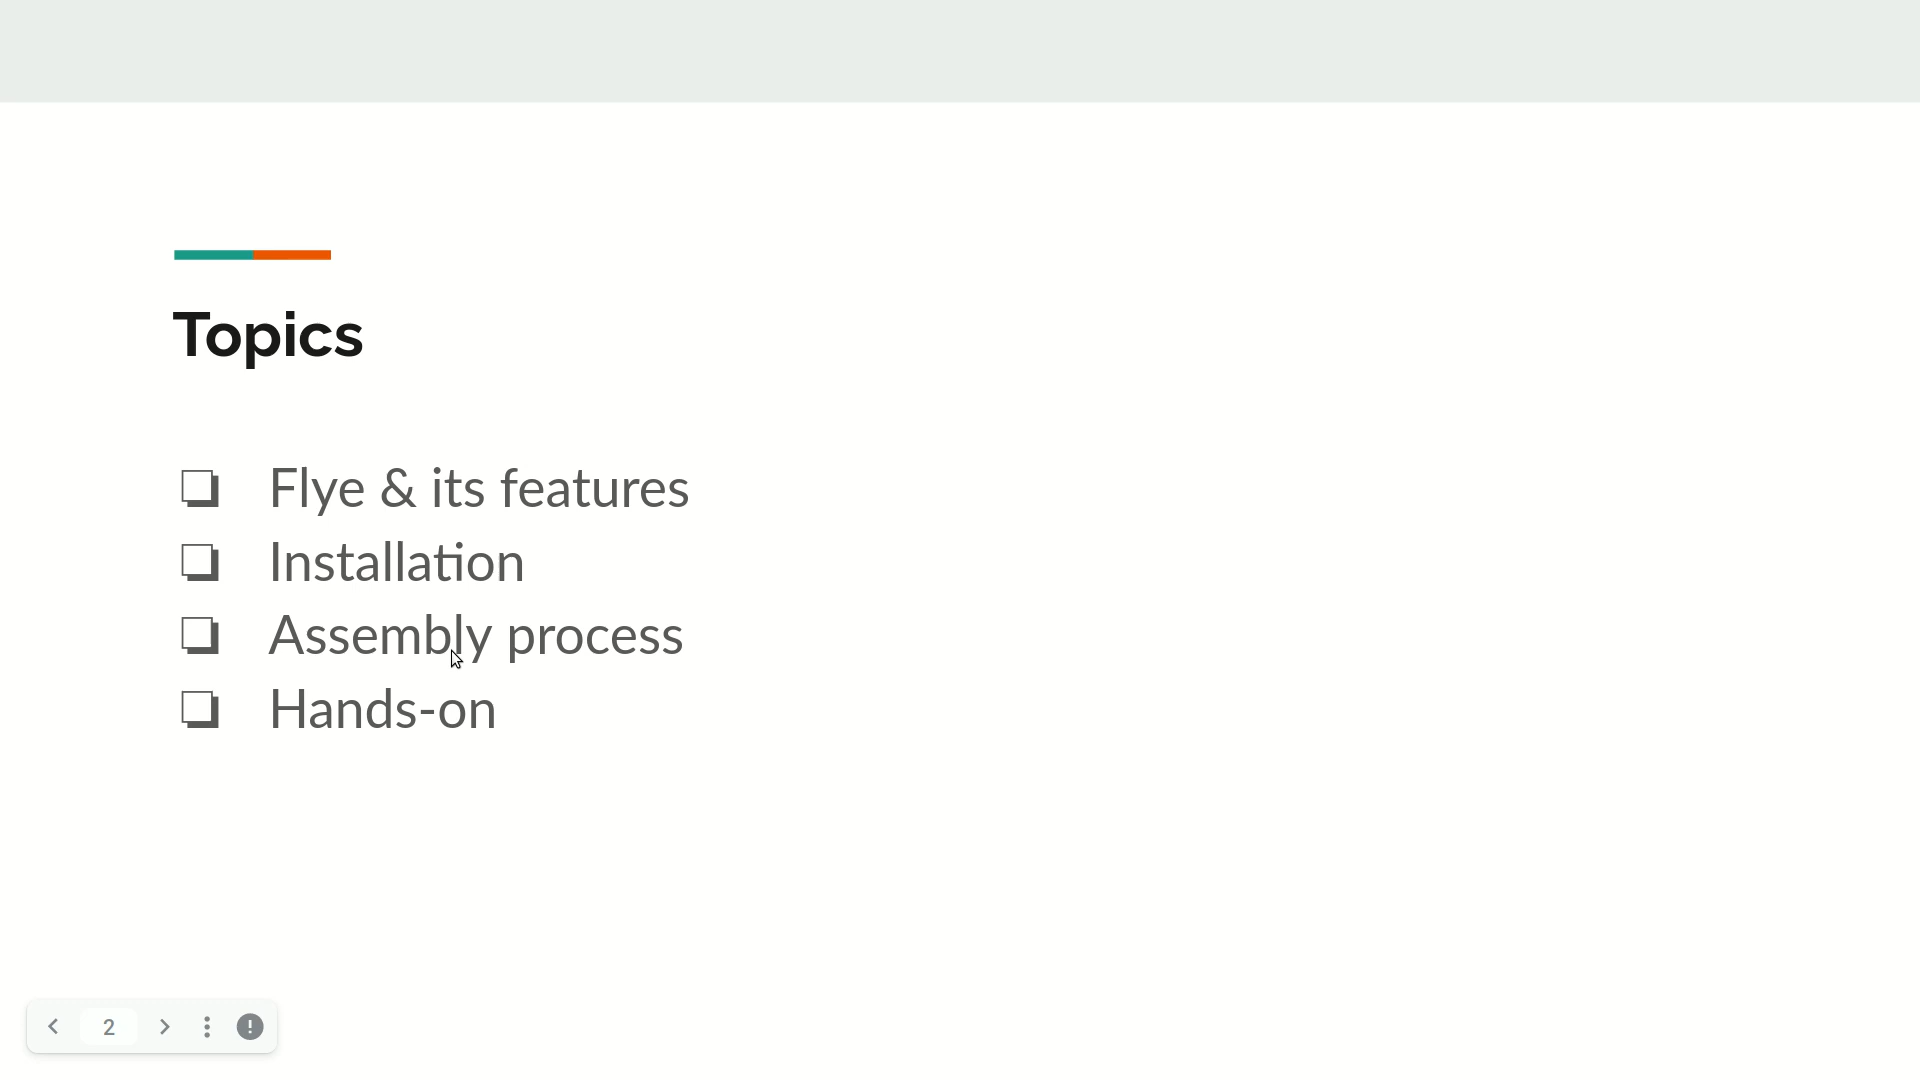 Topics
❏ Flye & its features
❏ Installation
❏ Assembly process
❏ Hands-on
2